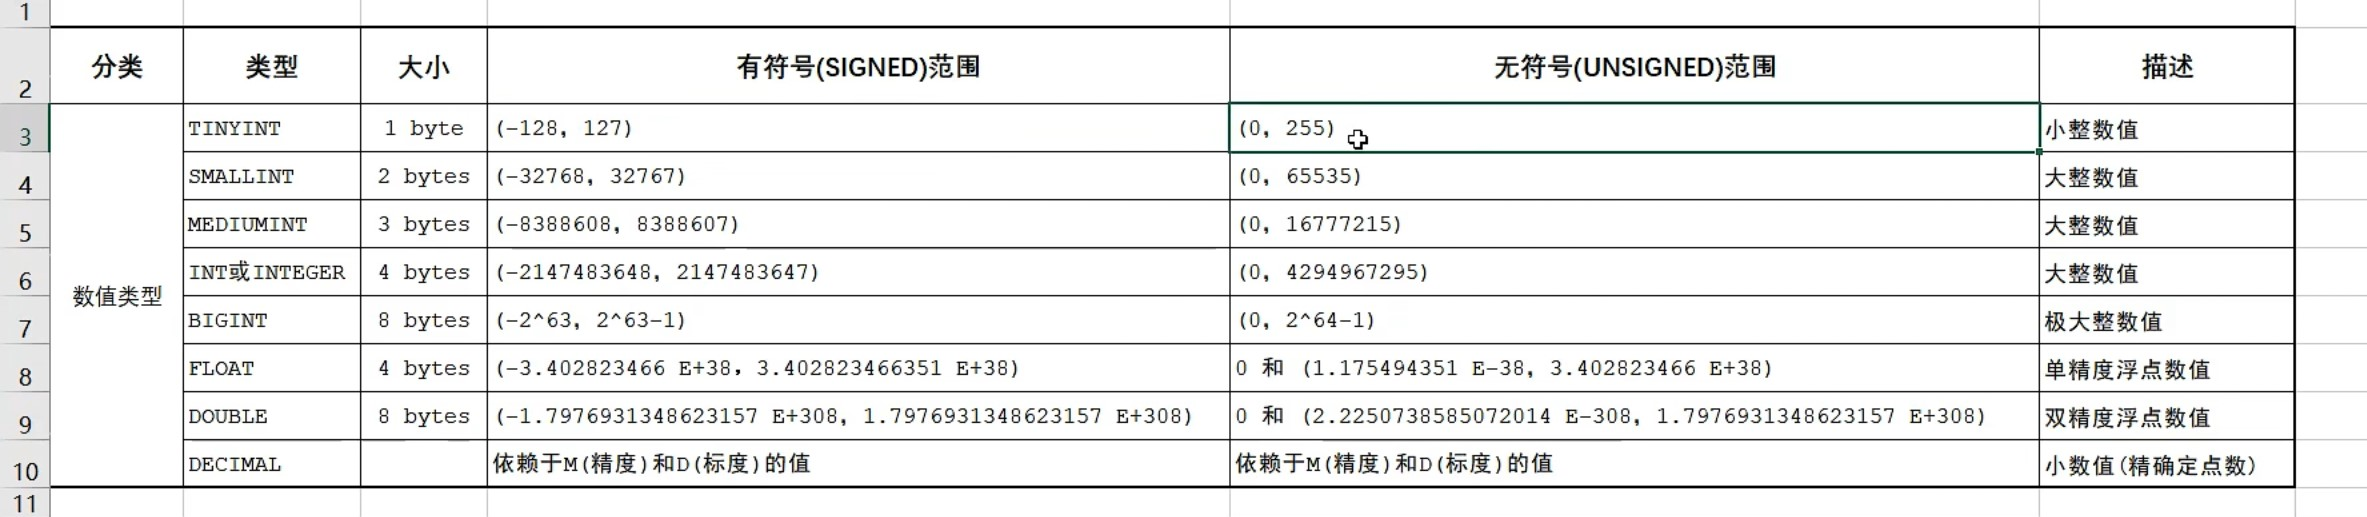 1
2 分类 类型 大小 有符号(SIGNED)范围 无符号(UNSIGNED)范围 描述
3 TINYINT 1 byte (-128, 127) (0, 255) 小整数值
4 SMALLINT 2 bytes (-32768, 32767) (0, 65535) 大整数值
5 MEDIUMINT 3 bytes (-8388608, 8388607) (0, 16777215) 大整数值
6 INT或INTEGER 4 bytes (-2147483648, 2147483647) (0, 4294967295) 大整数值
数值类型
7 BIGINT 8 bytes (-2^63, 2^63-1) (0, 2^64-1) 极大整数值
8 FLOAT 4 bytes (-3.402823466 E+38, 3.402823466351 E+38) 0 和 (1.175494351 E-38, 3.402823466 E+38) 单精度浮点数值
9 DOUBLE 8 bytes (-1.7976931348623157 E+308, 1.7976931348623157 E+308) 0 和 (2.2250738585072014 E-308, 1.7976931348623157 E+308) 双精度浮点数值
10 DECIMAL 依赖于M(精度)和D(标度)的值 依赖于M(精度)和D(标度)的值 小数值(精确定点数)
11